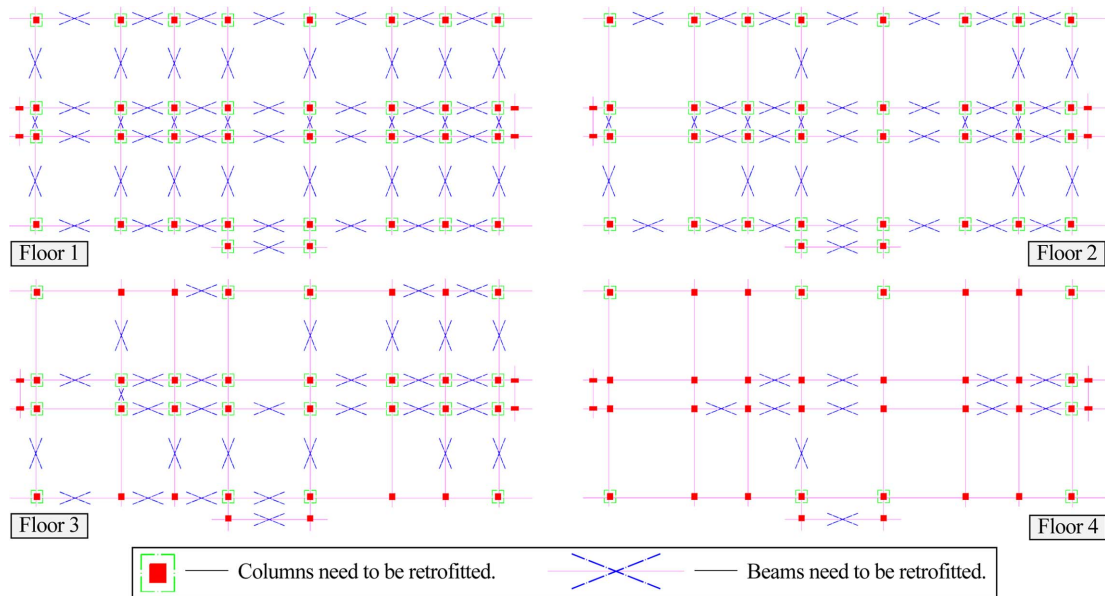 Floor 1
Floor 2
Floor 3
Floor 4
Columns need to be retrofitted.
Beams need to be retrofitted.